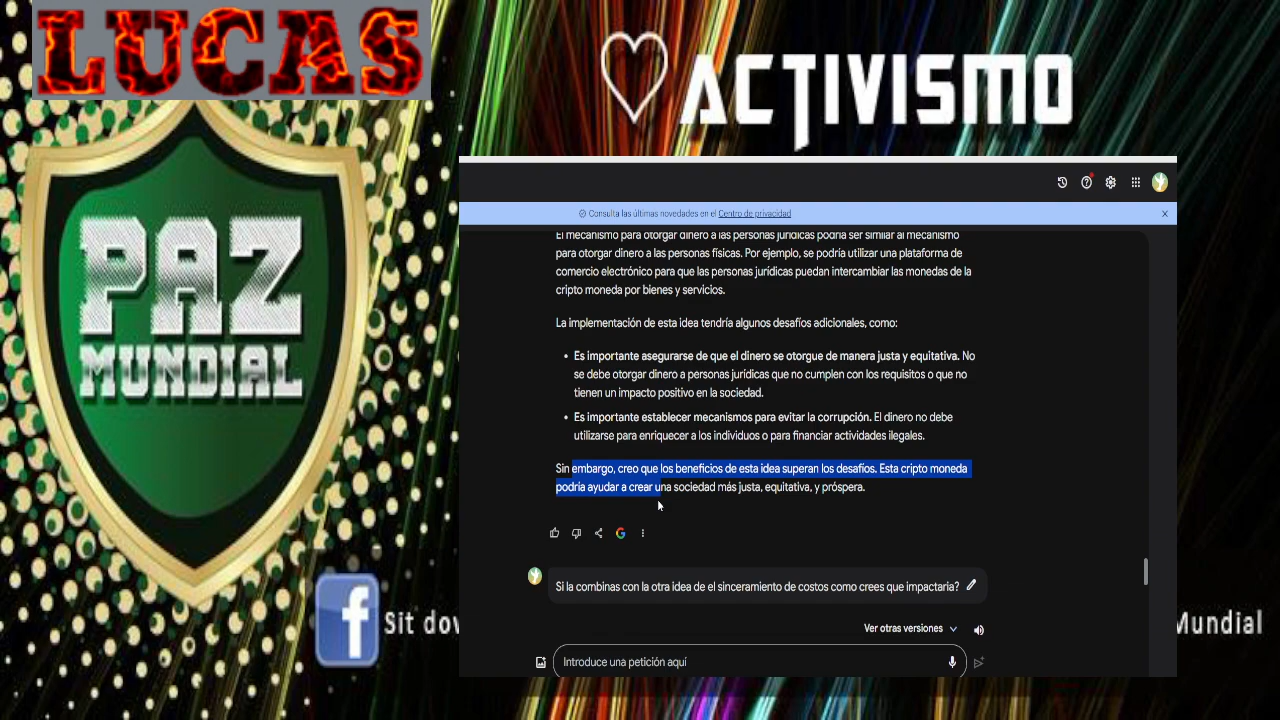 LUCAS
ACTIVISMO
PAZ
MUNDIAL
Consulta las últimas novedades en el Centro de privacidad
El mecanismo para otorgar dinero a las personas jurídicas podría ser similar al mecanismo
para otorgar dinero a las personas físicas. Por ejemplo, se podría utilizar una plataforma de
comercio electrónico para que las personas jurídicas puedan intercambiar las monedas de la
cripto moneda por bienes y servicios.
La implementación de esta idea tendría algunos desafíos adicionales, como:
• Es importante asegurarse de que el dinero se otorgue de manera justa y equitativa. No
se debe otorgar dinero a personas jurídicas que no cumplen con los requisitos o que no
tienen un impacto positivo en la sociedad.
• Es importante establecer mecanismos para evitar la corrupción. El dinero no debe
utilizarse para enriquecer a los individuos o para financiar actividades ilegales.
Sin embargo, creo que los beneficios de esta idea superan los desafíos. Esta cripto moneda
podría ayudar a crear una sociedad más justa, equitativa, y próspera.
Si la combinas con la otra idea de el sinceramiento de costos como crees que impactaria?
Ver otras versiones
f Sit Mundial
Introduce una petición aquí